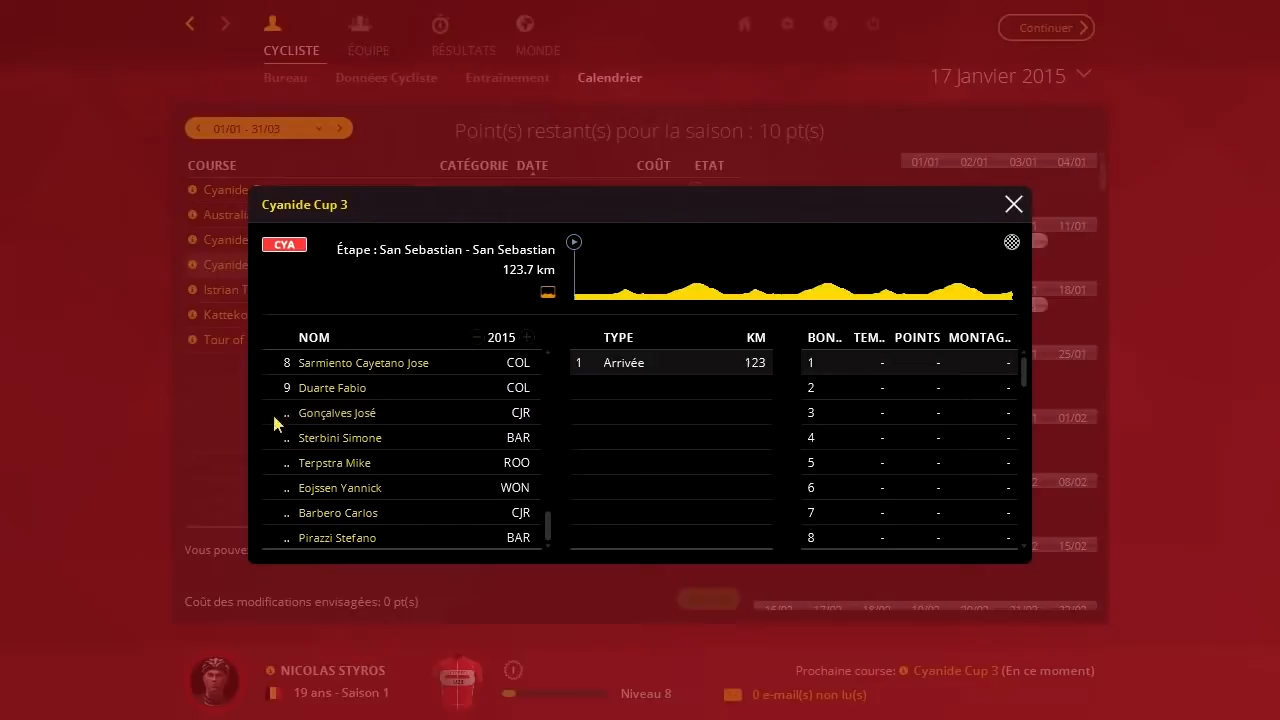 CYCLISTE
ÉQUIPE
RÉSULTATS
MONDE
Continuer
Bureau
Données Cycliste
Entraînement
Calendrier
17 Janvier 2015
01/01 - 31/03
Point(s) restant(s) pour la saison : 10 pt(s)
COURSE
CATÉGORIE
DATE
COÛT
ETAT
01/01
02/01
03/01
04/01
Cyanide
Australi
11/01
Cyanide
Cyanide
Istrian T
18/01
Katteko
Tour of
25/01
01/02
08/02
15/02
Cyanide Cup 3
CYA
Étape : San Sebastian - San Sebastian
123.7 km
NOM
2015
TYPE
KM
BON..
TEM..
POINTS
MONTAG..
8 Sarmiento Cayetano Jose COL
1 Arrivée 123
1 - - -
9 Duarte Fabio COL
2 - - -
.. Gonçalves José CJR
3 - - -
.. Sterbini Simone BAR
4 - - -
.. Terpstra Mike ROO
5 - - -
.. Eojssen Yannick WON
6 - - -
.. Barbero Carlos CJR
7 - - -
.. Pirazzi Stefano BAR
8 - - -
Vous pouve
Coût des modifications envisagées: 0 pt(s)
NICOLAS STYROS
19 ans - Saison 1
Niveau 8
Prochaine course: Cyanide Cup 3 (En ce moment)
0 e-mail(s) non lu(s)